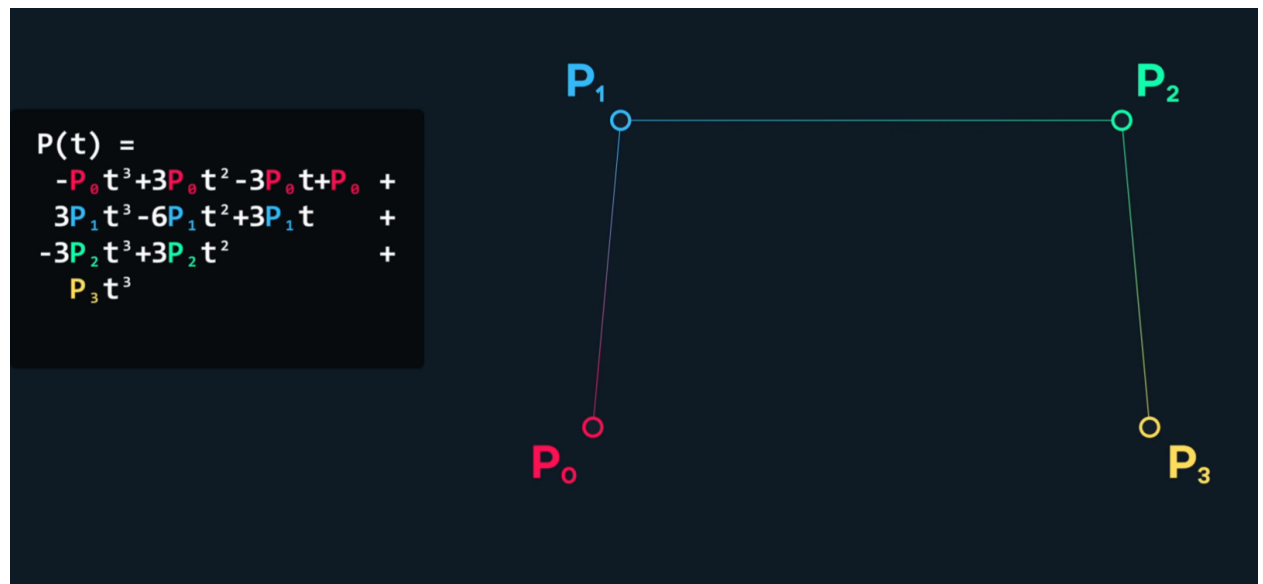 P(t) =
-P₀t³+3P₀t²-3P₀t+P₀ +
3P₁t³-6P₁t²+3P₁t +
-3P₂t³+3P₂t² +
P₃t³
P₁
P₂
P₀
P₃